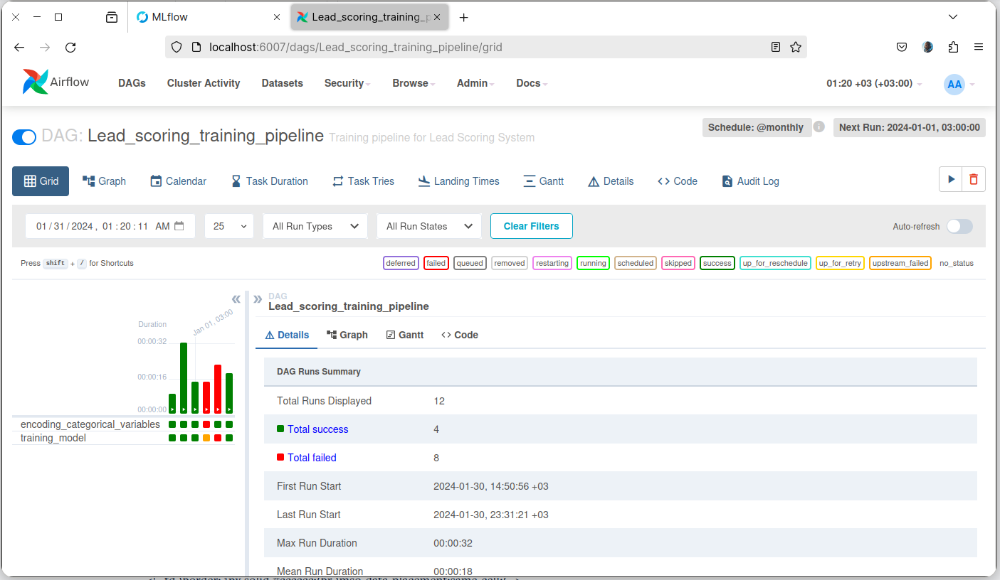 MLflow
Lead_scoring_training_p
localhost:6007/dags/Lead_scoring_training_pipeline/grid
Airflow DAGs Cluster Activity Datasets Security Browse Admin Docs 01:20 +03 (+03:00) AA
DAG: Lead_scoring_training_pipeline Training pipeline for Lead Scoring System
Schedule: @monthly i Next Run: 2024-01-01, 03:00:00
Grid Graph Calendar Task Duration Task Tries Landing Times Gantt Details Code Audit Log
01/31/2024, 01:20:11 AM 25 All Run Types All Run States Clear Filters Auto-refresh
Press shift + / for Shortcuts
deferred failed queued removed restarting running scheduled skipped success up_for_reschedule up_for_retry upstream_failed no_status
Duration
Jan 01, 03:00
00:00:32
00:00:16
00:00:00
encoding_categorical_variables
training_model
DAG
Lead_scoring_training_pipeline
Details Graph Gantt Code
DAG Runs Summary
Total Runs Displayed 12
Total success 4
Total failed 8
First Run Start 2024-01-30, 14:50:56 +03
Last Run Start 2024-01-30, 23:31:21 +03
Max Run Duration 00:00:32
Mean Run Duration 00:00:18